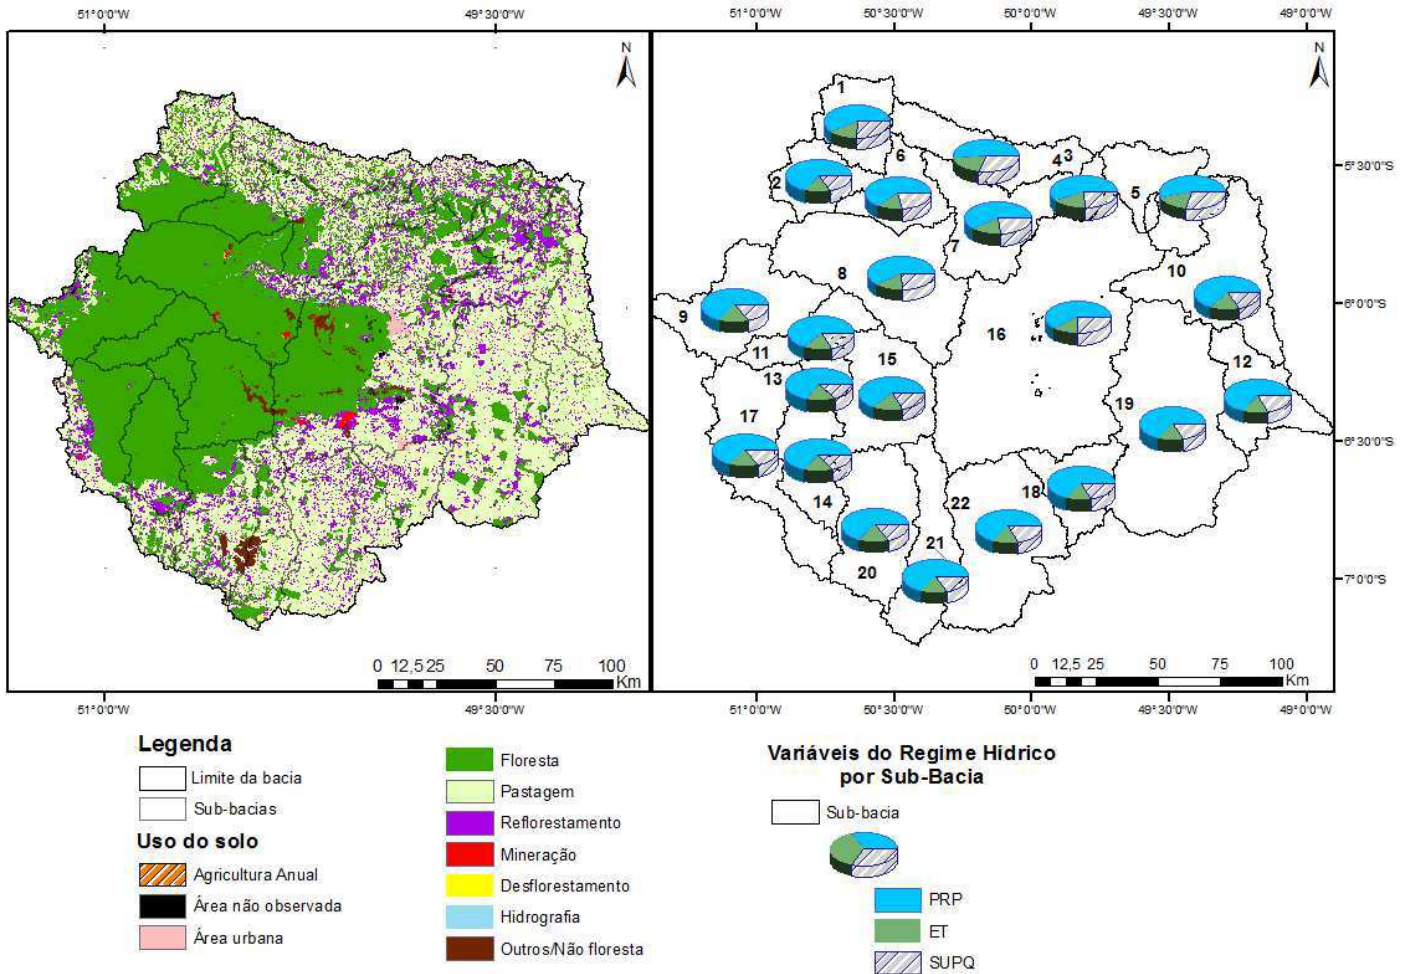 51°0'0"W
49°30'0"W
51°0'0"W
50°30'0"W
50°0'0"W
49°30'0"W
49°0'0"W
N
N
1
2
6
4
3
5
7
8
10
9
16
11
15
12
13
19
17
18
14
22
21
20
5°30'0"S
6°0'0"S
6°30'0"S
7°0'0"S
0 12,5 25 50 75 100
Km
0 12,5 25 50 75 100
Km
51°0'0"W
49°30'0"W
51°0'0"W
50°30'0"W
50°0'0"W
49°30'0"W
49°0'0"W
Legenda
Limite da bacia
Sub-bacias
Uso do solo
Agricultura Anual
Área não observada
Área urbana
Floresta
Pastagem
Reflorestamento
Mineração
Desflorestamento
Hidrografia
Outros/Não floresta
Variáveis do Regime Hídrico
por Sub-Bacia
Sub-bacia
PRP
ET
SUPQ